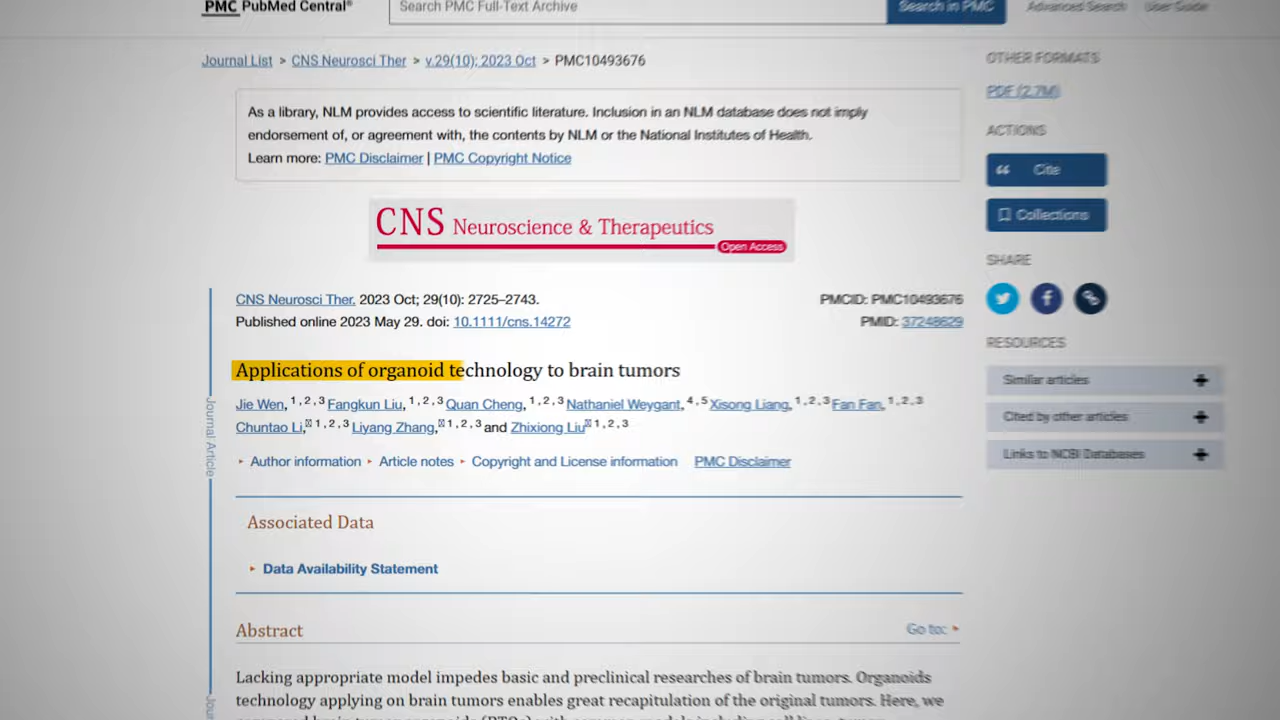 PMC PubMed Central®
Search PMC Full-Text Archive
Search in PMC
Advanced Search
User Guide
Journal List > CNS Neurosci Ther > v.29(10); 2023 Oct > PMC10493676
OTHER FORMATS
PDF (2.7M)
As a library, NLM provides access to scientific literature. Inclusion in an NLM database does not imply
endorsement of, or agreement with, the contents by NLM or the National Institutes of Health.
Learn more: PMC Disclaimer | PMC Copyright Notice
ACTIONS
Cite
Collections
CNS Neuroscience & Therapeutics
Open Access
SHARE
CNS Neurosci Ther. 2023 Oct; 29(10): 2725–2743.
PMCID: PMC10493676
Published online 2023 May 29. doi: 10.1111/cns.14272
PMID: 37248629
RESOURCES
Similar articles
Cited by other articles
Links to NCBI Databases
Applications of organoid technology to brain tumors
Jie Wen, 1, 2, 3 Fangkun Liu, 1, 2, 3 Quan Cheng, 1, 2, 3 Nathaniel Weygant, 4, 5 Xisong Liang, 1, 2, 3 Fan Fan, 1, 2, 3
Chuntao Li, 1, 2, 3 Liyang Zhang, 1, 2, 3 and Zhixiong Liu 1, 2, 3
Journal Article
Author information
Article notes
Copyright and License information
PMC Disclaimer
Associated Data
Data Availability Statement
Abstract
Go to:
Lacking appropriate model impedes basic and preclinical researches of brain tumors. Organoids
technology applying on brain tumors enables great recapitulation of the original tumors. Here, we